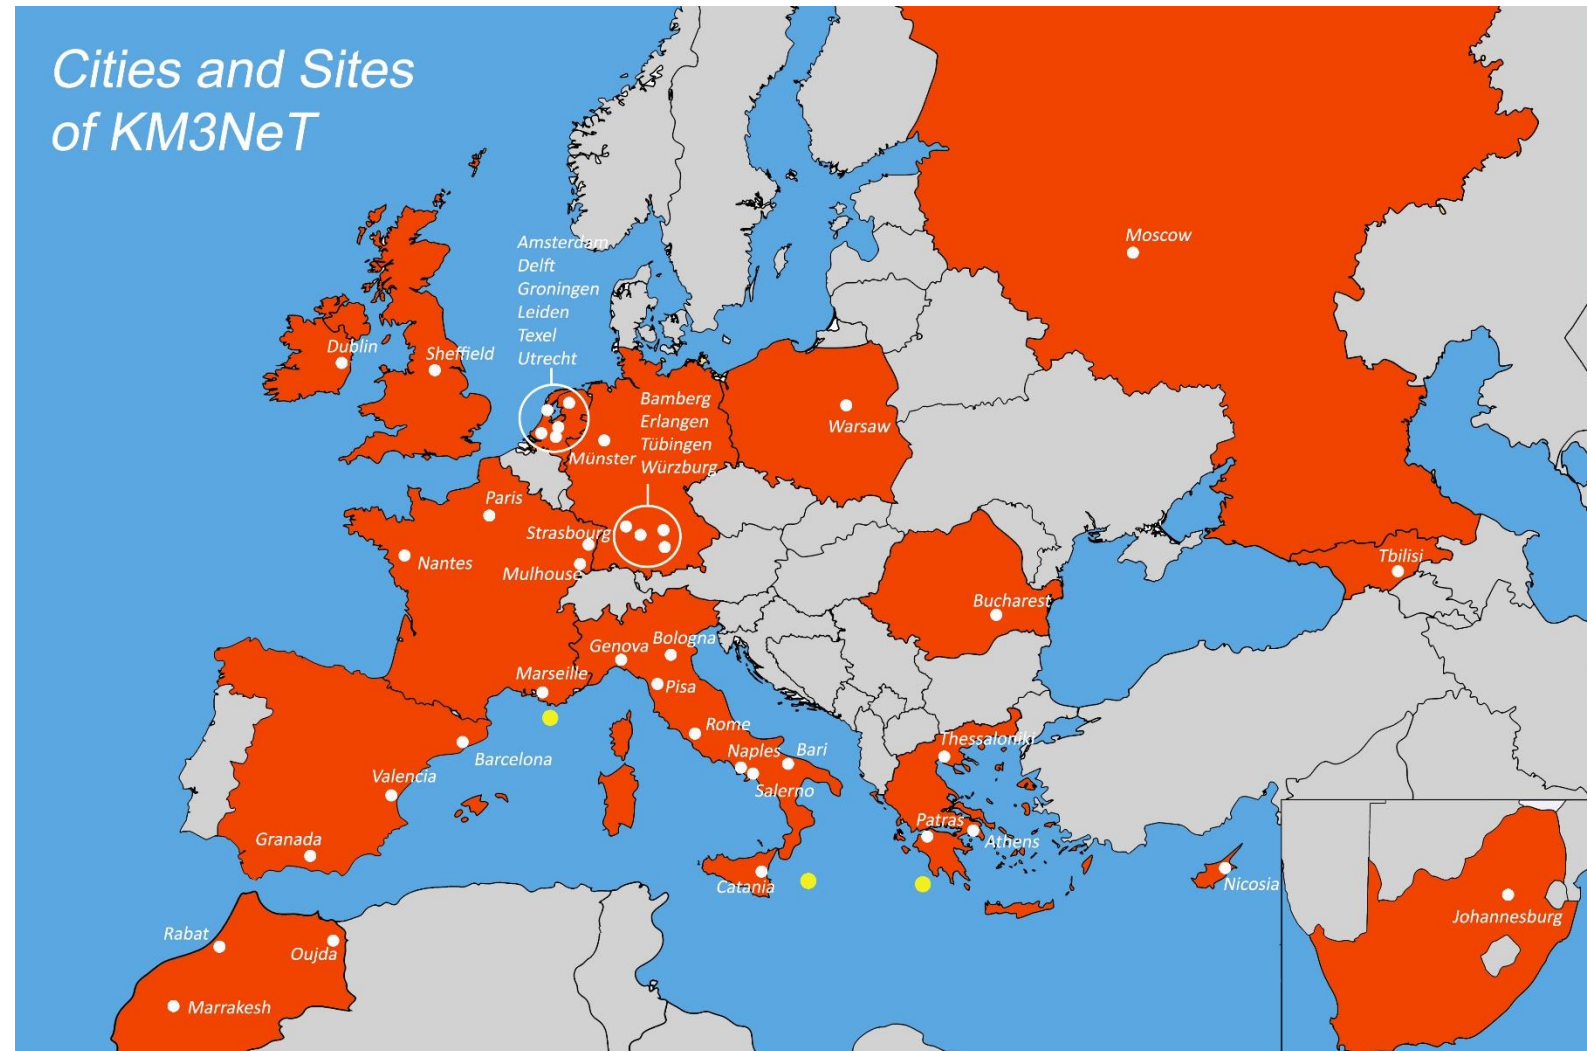 Cities and Sites
of KM3NeT
Moscow
Amsterdam
Delft
Groningen
Leiden
Texel
Utrecht
Dublin
Sheffield
Bamberg
Erlangen
Tübingen
Würzburg
Warsaw
Münster
Paris
Strasbourg
Nantes
Mulhouse
Tbilisi
Bucharest
Genova
Bologna
Marseille
Pisa
Rome
Thessaloniki
Naples
Bari
Barcelona
Valencia
Salerno
Granada
Patras
Athens
Catania
Nicosia
Johannesburg
Rabat
Oujda
Marrakesh